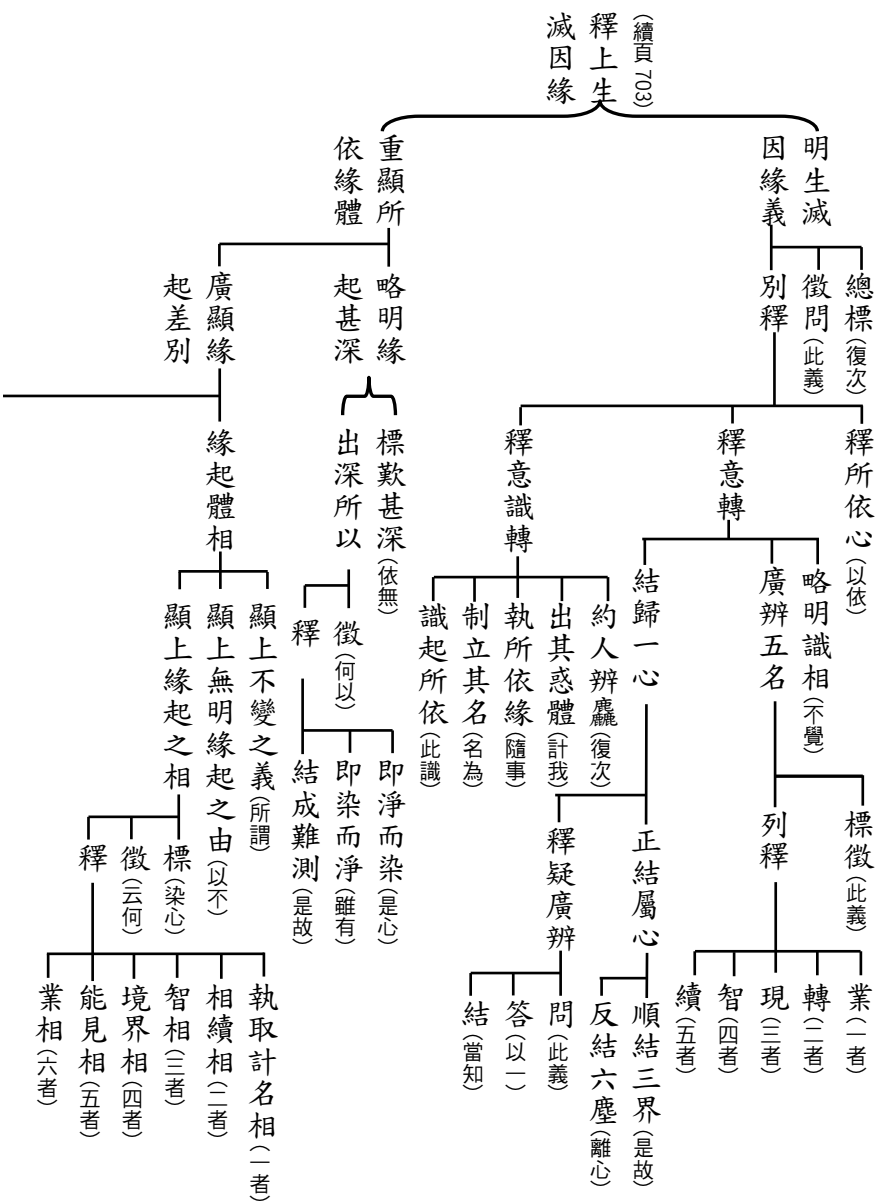 (續頁 703)
釋上生
滅因緣
明生滅
因緣義
總標(復次)
徵問(此義)
別釋
釋所依心(以依)
釋意轉
略明識相(不覺)
廣辨五名
標徵(此義)
列釋
業(一者)
轉(二者)
現(三者)
智(四者)
續(五者)
結歸一心
正結屬心
順結三界(是故)
反結六塵(離心)
釋疑廣辨
問(此義)
答(以一)
結(當知)
釋意識轉
約人辨麤(復次)
出其惑體(計我)
執所依緣(隨事)
制立其名(名為)
識起所依(此識)
重顯所
依緣體
略明緣
起甚深
標歎甚深(依無)
出深所以
徵(何以)
釋
即淨而染(是心)
即染而淨(雖有)
結成難測(是故)
廣顯緣
起差別
緣起體相
顯上不變之義(所謂)
顯上無明緣起之由(以不)
顯上緣起之相
標(染心)
徵(云何)
釋
執取計名相(一者)
相續相(二者)
智相(三者)
境界相(四者)
能見相(五者)
業相(六者)